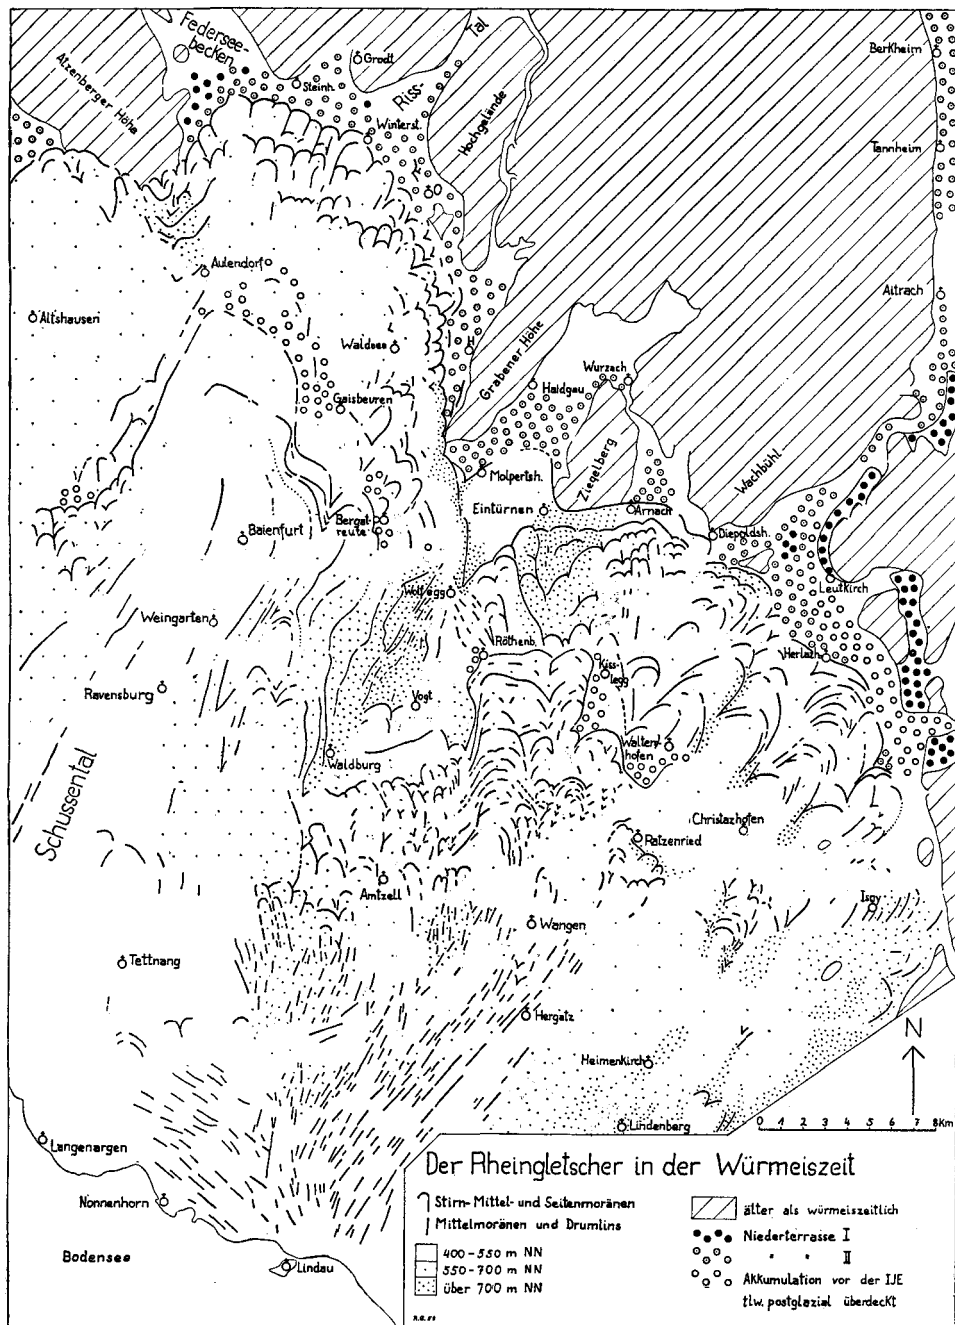 Federsee-
becken
Atzenberger Höhe
Grodt
Steinh.
Riss-
Tal
Winterst.
Hochgelände
O
Berkheim
Tannheim
Aitrach
Aulendorf
Altshausen
Waldsee
H
Grabener Höhe
Gaisbeuren
Haidgau
Wurzach
Molpertsh.
Ziegelberg
Wachbühl
Eintürnen
Arnach
Diepoldsh.
Baienfurt
Bergat-
reute
Leutkirch
Wolfegg
Weingarten
Röthenb.
Kiss-
legg
Herlazh.
Ravensburg
Vogt
Walters-
hofen
Waldburg
Schussental
Christazhofen
Ratzenried
Amtzell
Isny
Wangen
Tettnang
Hergatz
Heimenkirch
N
Lindenberg
0 1 2 3 4 5 6 7 8 Km
Langenargen
Nonnenhorn
Bodensee
Lindau
Der Rheingletscher in der Würmeiszeit
Stirn- Mittel- und Seitenmoränen
Mittelmoränen und Drumlins
400-550 m NN
550-700 m NN
über 700 m NN
älter als würmeiszeitlich
Niederterrasse I
" " II
Akkumulation vor der IJE
tlw. postglazial überdeckt